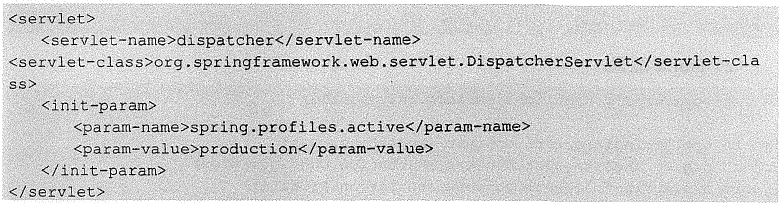 <servlet>
<servlet-name>dispatcher</servlet-name>
<servlet-class>org.springframework.web.servlet.DispatcherServlet</servlet-cla
ss>
<init-param>
<param-name>spring.profiles.active</param-name>
<param-value>production</param-value>
</init-param>
</servlet>